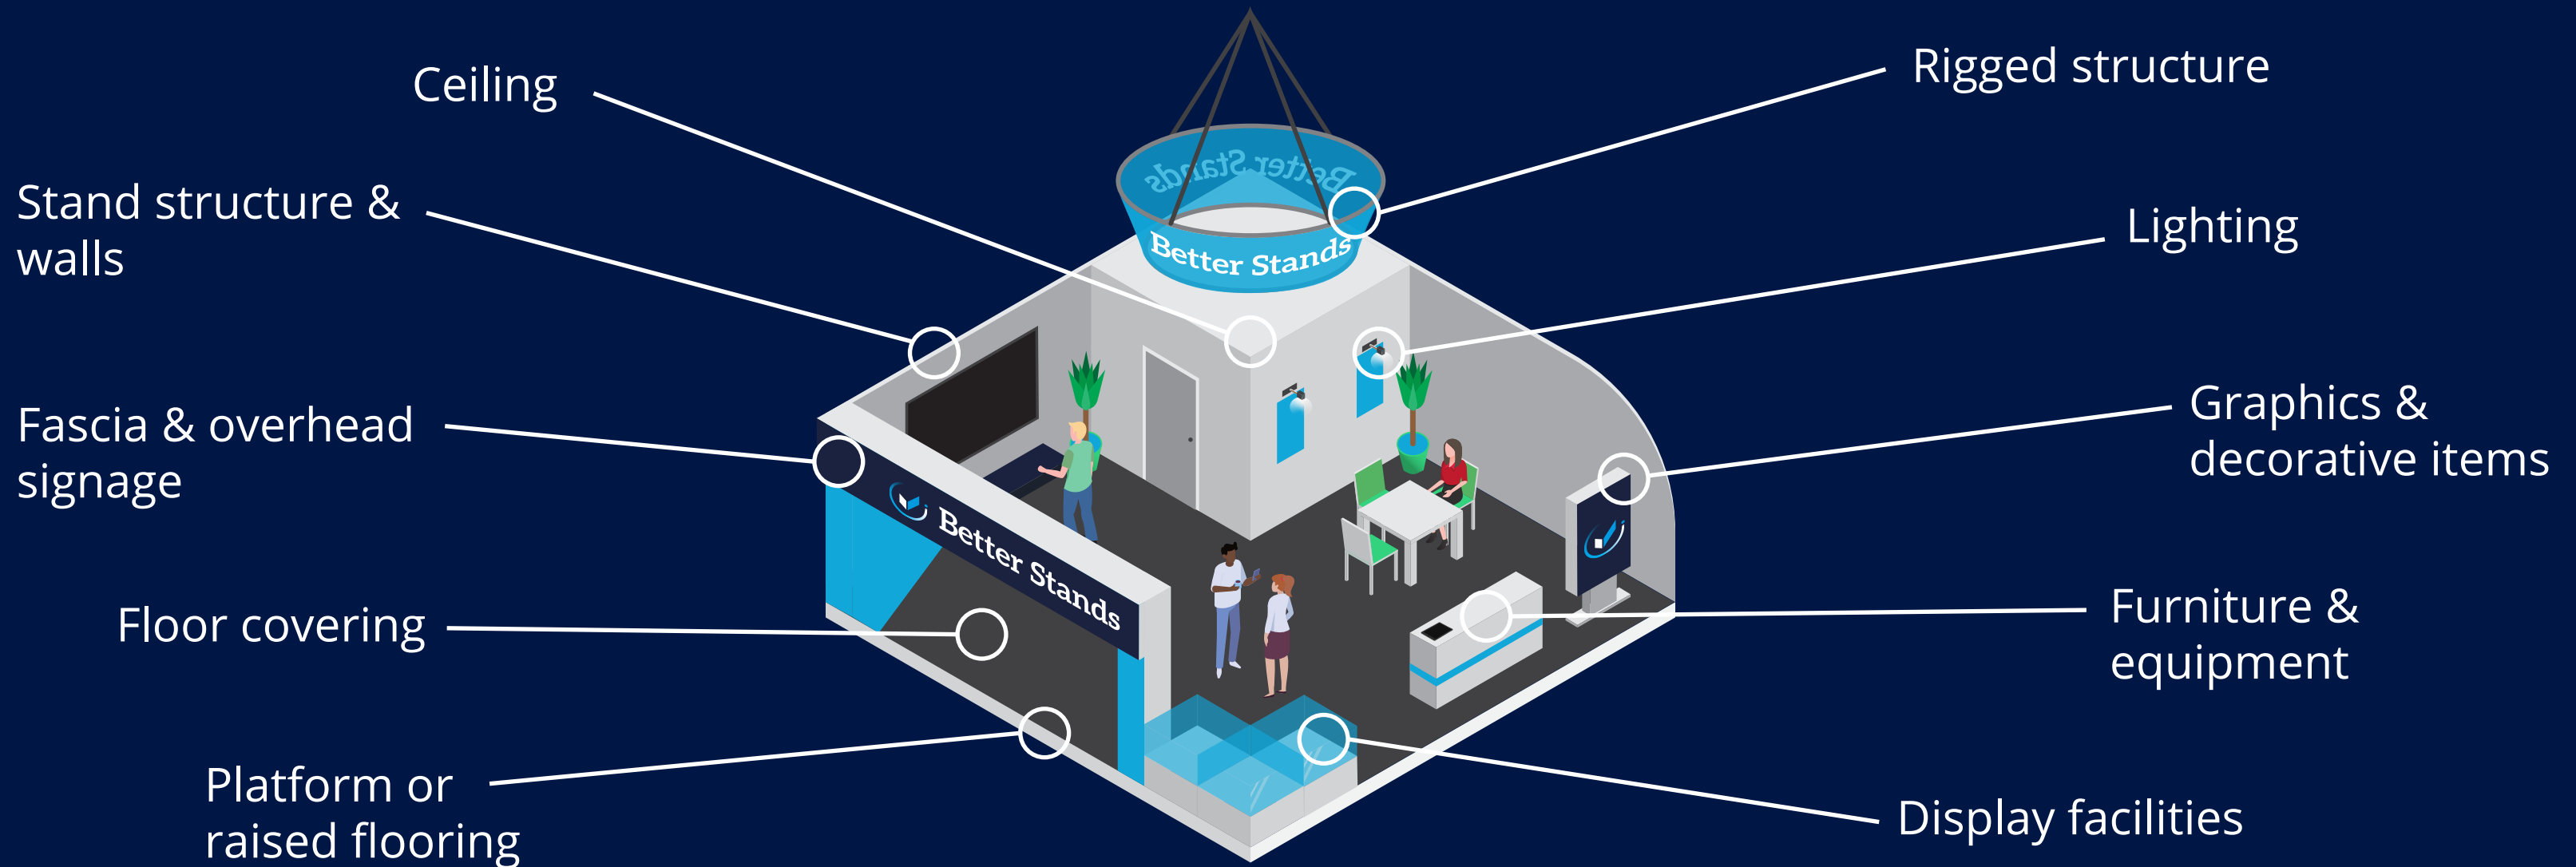 Ceiling
Stand structure &
walls
Fascia & overhead
signage
Floor covering
Platform or
raised flooring
Better Stands
Better Stands
Better Stands
Rigged structure
Lighting
Graphics &
decorative items
Furniture &
equipment
Display facilities